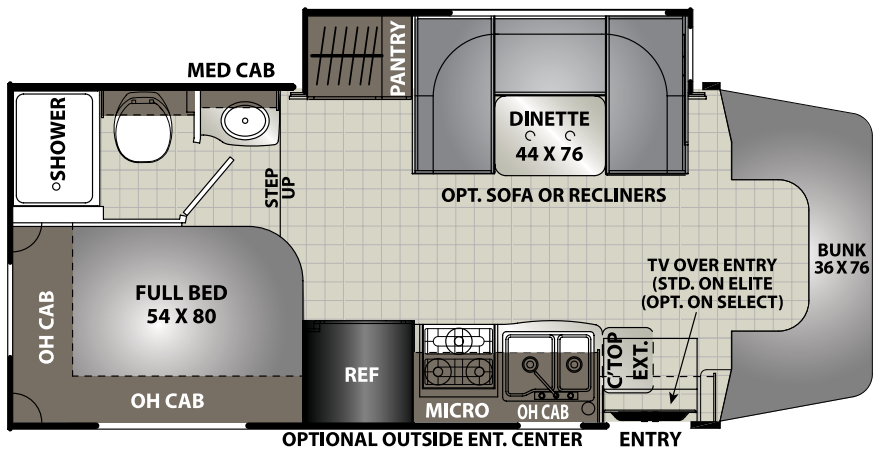 MED CAB
PANTRY
SHOWER
DINETTE
44 X 76
STEP
UP
OPT. SOFA OR RECLINERS
BUNK
36 X 76
TV OVER ENTRY
(STD. ON ELITE
(OPT. ON SELECT)
FULL BED
54 X 80
OH CAB
OH CAB
REF
C'TOP
EXT.
MICRO
OH CAB
OPTIONAL OUTSIDE ENT. CENTER
ENTRY